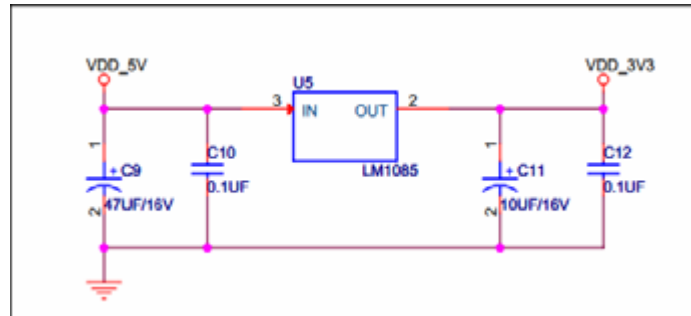 VDD_5V
VDD_3V3
U5
3
IN
OUT
2
LM1085
1
+
C9
2
47UF/16V
C10
0.1UF
1
+
C11
2
10UF/16V
C12
0.1UF